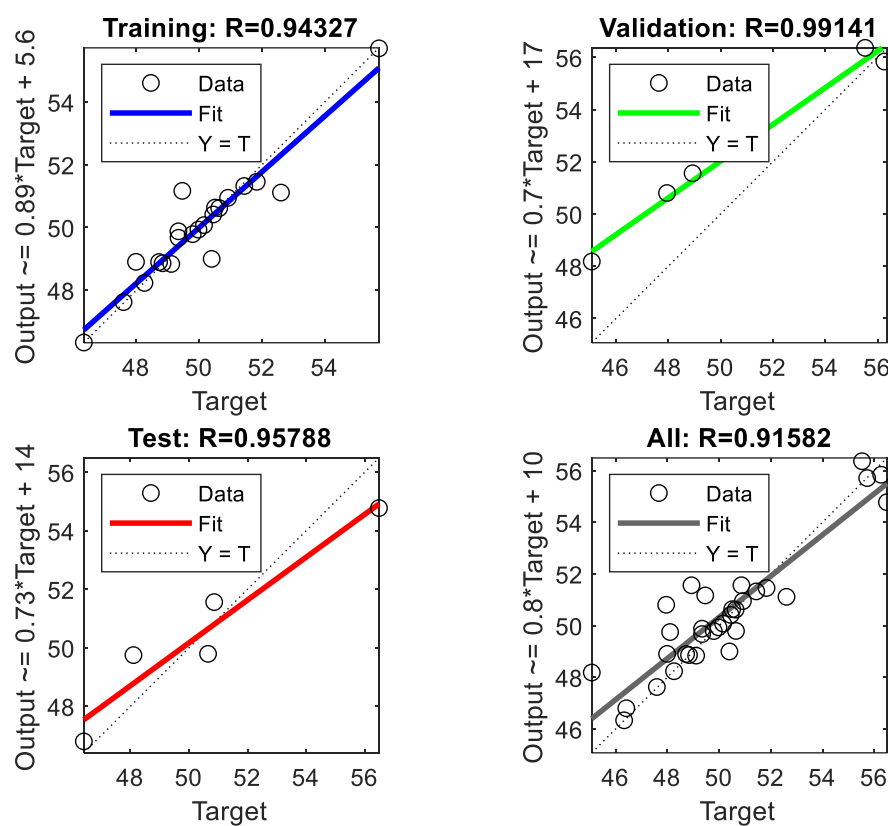 Training: R=0.94327
Output ~= 0.89*Target + 5.6
54
52
50
48
Data
Fit
Y = T
48 50 52 54
Target
Validation: R=0.99141
Output ~= 0.7*Target + 17
56
54
52
50
48
46
Data
Fit
Y = T
46 48 50 52 54 56
Target
Test: R=0.95788
Output ~= 0.73*Target + 14
56
54
52
50
48
Data
Fit
Y = T
48 50 52 54 56
Target
All: R=0.91582
Output ~= 0.8*Target + 10
56
54
52
50
48
46
Data
Fit
Y = T
46 48 50 52 54 56
Target